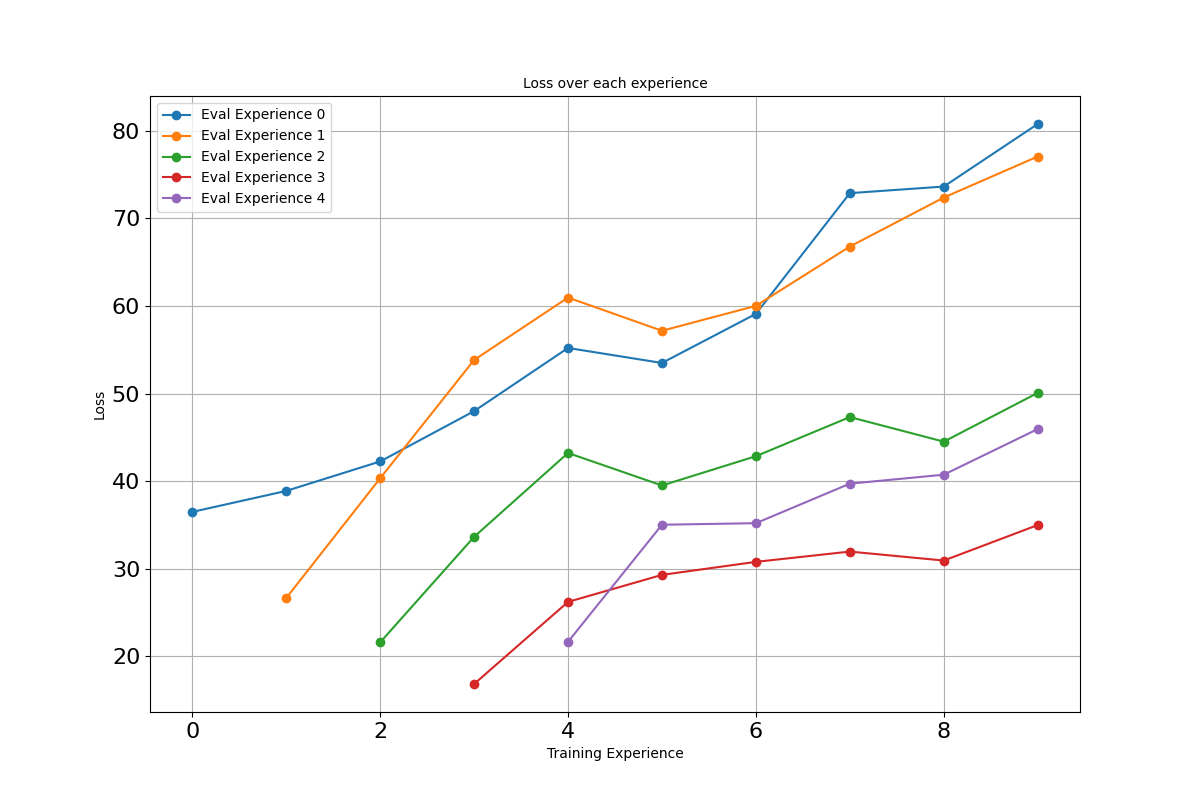 Loss over each experience
Eval Experience 0
Eval Experience 1
Eval Experience 2
Eval Experience 3
Eval Experience 4
80
70
60
50
40
30
20
Loss
0 2 4 6 8
Training Experience